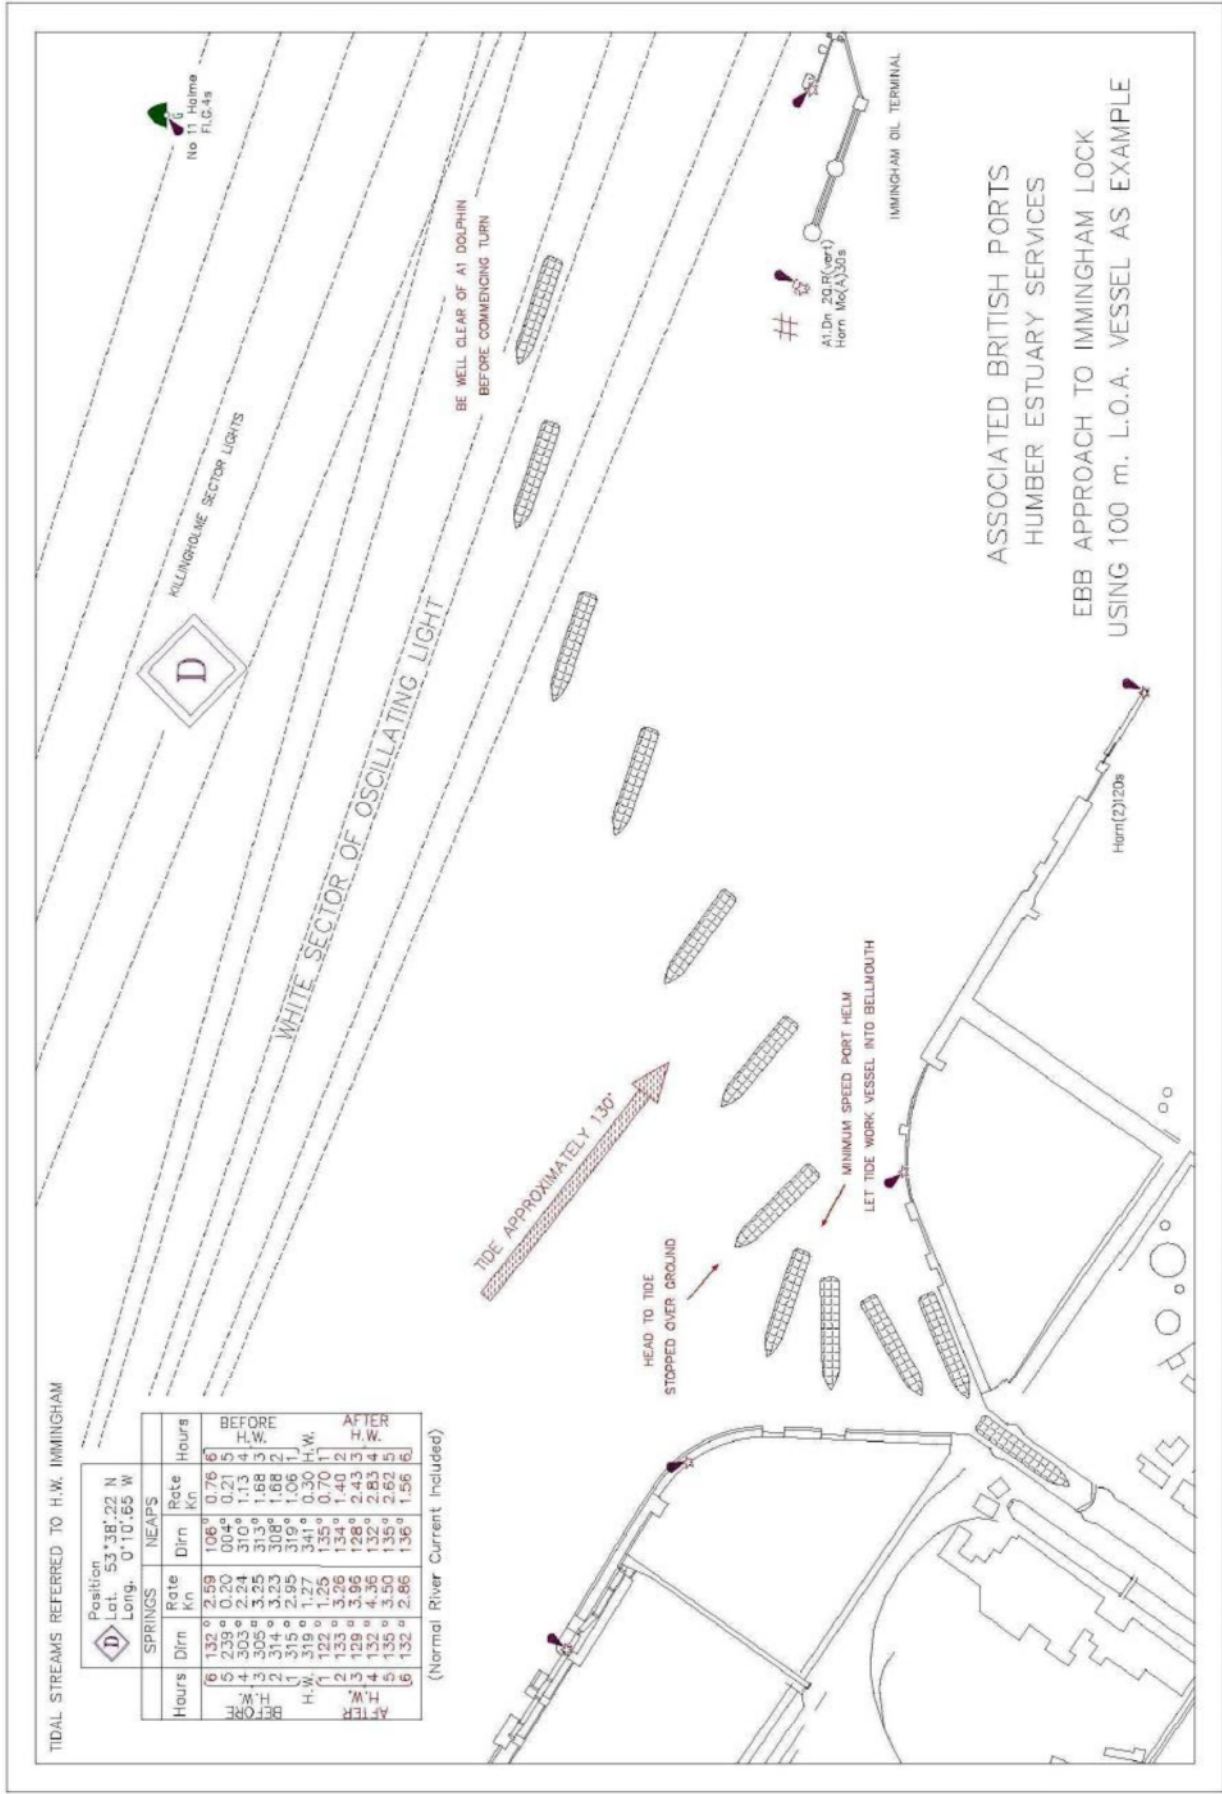 TIDAL STREAMS REFERRED TO H.W. IMMINGHAM
D
Position
Lat. 53°38'.22 N
Long. 0°10'.65 W
SPRINGS NEAPS
Hours Dirn Rate Kn Dirn Rate Kn Hours
BEFORE H.W.
6 132° 2.59 106° 0.76 6
5 239° 0.20 004° 0.21 5
4 303° 2.24 310° 1.13 4
3 305° 3.25 313° 1.68 3
2 314° 3.23 308° 1.68 2
1 315° 2.95 319° 1.06 1
BEFORE H.W.
H.W. 319° 1.27 341° 0.30 H.W.
AFTER H.W.
1 122° 1.25 135° 0.70 1
2 133° 3.26 134° 1.40 2
3 129° 3.96 128° 2.43 3
4 132° 4.36 132° 2.83 4
5 135° 3.50 135° 2.62 5
6 132° 2.86 136° 1.56 6
AFTER H.W.
(Normal River Current Included)
D
KILLINGHOLME SECTOR LIGHTS
G
No 11 Holme
Fl.G.4s
WHITE SECTOR OF OSCILLATING LIGHT
BE WELL CLEAR OF A1 DOLPHIN
BEFORE COMMENCING TURN
TIDE APPROXIMATELY 130°
HEAD TO TIDE
STOPPED OVER GROUND
MINIMUM SPEED PORT HELM
LET TIDE WORK VESSEL INTO BELLMOUTH
#
A1.Dn 2Q.R(vert)
Horn Mo(A)30s
IMMINGHAM OIL TERMINAL
Horn(2)120s
ASSOCIATED BRITISH PORTS
HUMBER ESTUARY SERVICES
EBB APPROACH TO IMMINGHAM LOCK
USING 100 m. L.O.A. VESSEL AS EXAMPLE